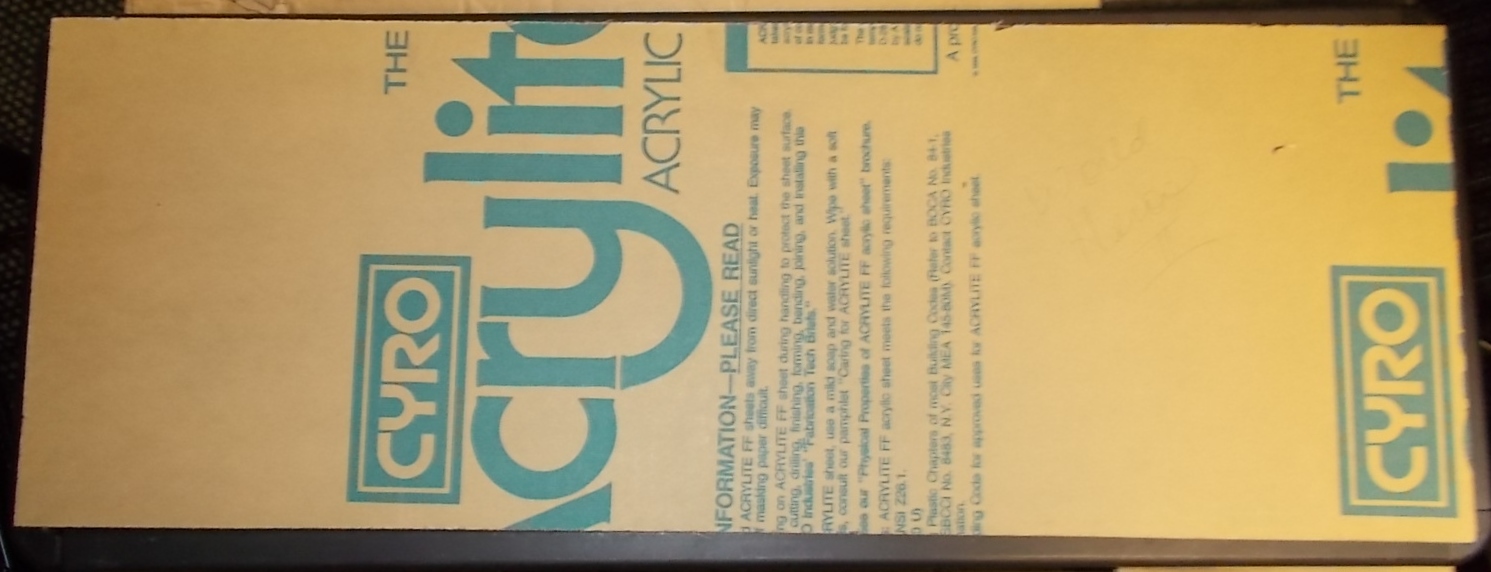 CYRO
THE
Acrylite
ACRYLIC
NFORMATION—PLEASE READ
ACRYLITE FF sheets away from direct sunlight or heat. Exposure may
masking paper difficult.
ng on ACRYLITE FF sheet during handling to protect the sheet surface.
cutting, drilling, finishing, forming, bending, joining, and installing this
O Industries' "Fabrication Tech Briefs."
RYLITE sheet, use a mild soap and water solution. Wipe with a soft
s, consult our pamphlet "Caring for ACRYLITE sheet."
see our "Physical Properties of ACRYLITE FF acrylic sheet" brochure.
ACRYLITE FF acrylic sheet meets the following requirements:
NSI Z26.1.
Plastic Chapters of most Building Codes (Refer to BOCA No. 84-1,
SBCCI No. 8483, N.Y. City MEA 145-80M). Contact CYRO Industries
ation.
ding Code for approved uses for ACRYLITE FF acrylic sheet.
A pro
CYRO
THE